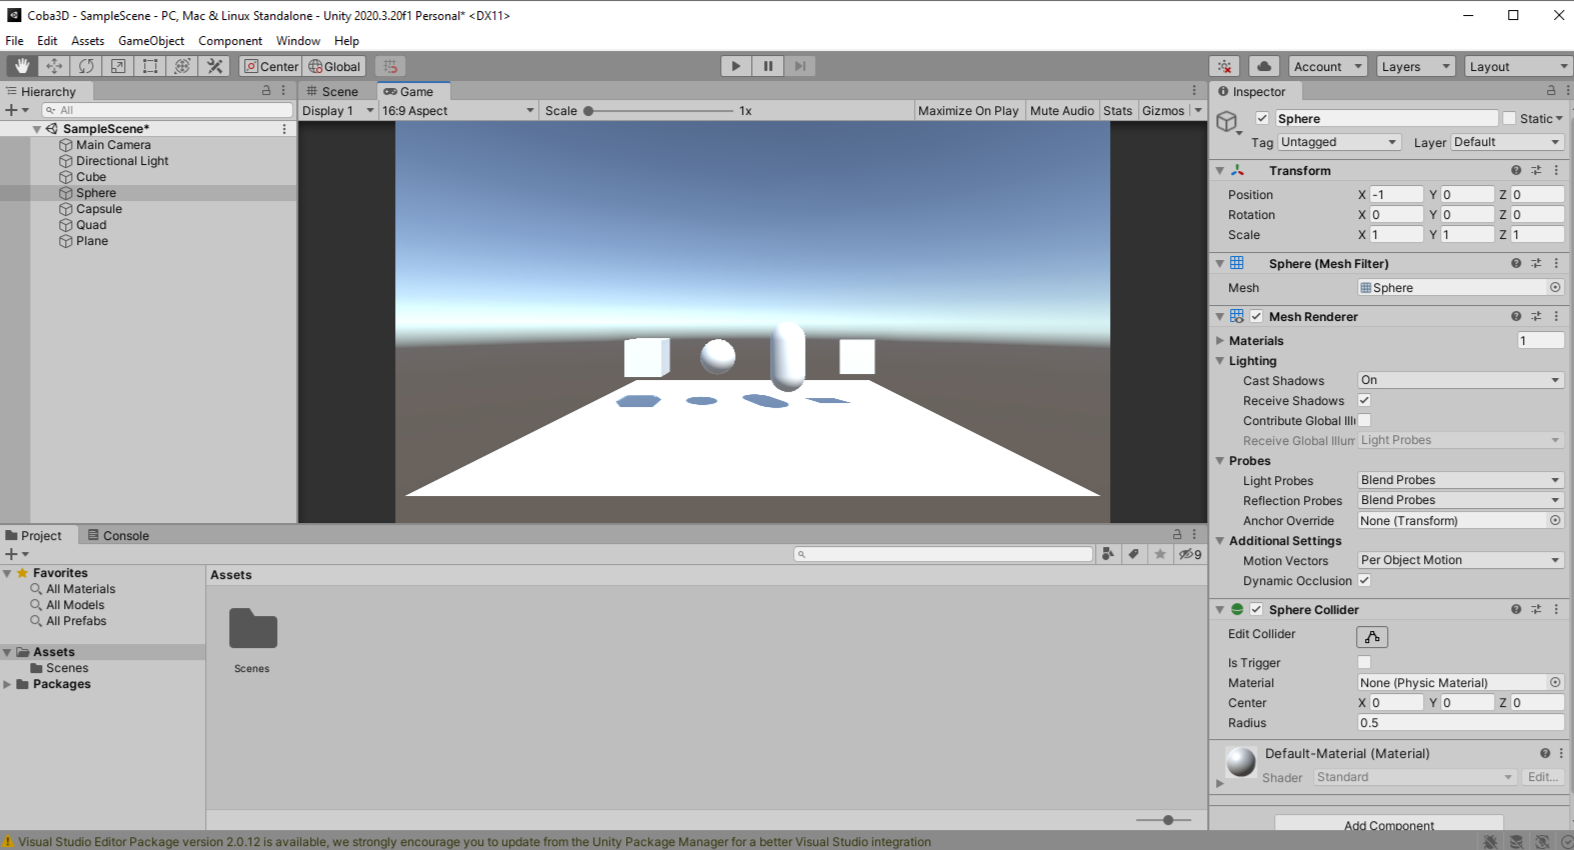 Coba3D - SampleScene - PC, Mac & Linux Standalone - Unity 2020.3.20f1 Personal* <DX11>
File Edit Assets GameObject Component Window Help
Center Global Account Layers Layout
Hierarchy
All
SampleScene*
Main Camera
Directional Light
Cube
Sphere
Capsule
Quad
Plane
Scene Game
Display 1 16:9 Aspect Scale 1x Maximize On Play Mute Audio Stats Gizmos
Inspector
Sphere Static
Tag Untagged Layer Default
Transform
Position X -1 Y 0 Z 0
Rotation X 0 Y 0 Z 0
Scale X 1 Y 1 Z 1
Sphere (Mesh Filter)
Mesh Sphere
Mesh Renderer
Materials 1
Lighting
Cast Shadows On
Receive Shadows
Contribute Global Illu
Receive Global Illum Light Probes
Probes
Light Probes Blend Probes
Reflection Probes Blend Probes
Anchor Override None (Transform)
Additional Settings
Motion Vectors Per Object Motion
Dynamic Occlusion
Sphere Collider
Edit Collider
Is Trigger
Material None (Physic Material)
Center X 0 Y 0 Z 0
Radius 0.5
Default-Material (Material)
Shader Standard Edit...
Add Component
Project Console
9
Favorites
All Materials
All Models
All Prefabs
Assets
Scenes
Packages
Assets
Scenes
Visual Studio Editor Package version 2.0.12 is available, we strongly encourage you to update from the Unity Package Manager for a better Visual Studio integration